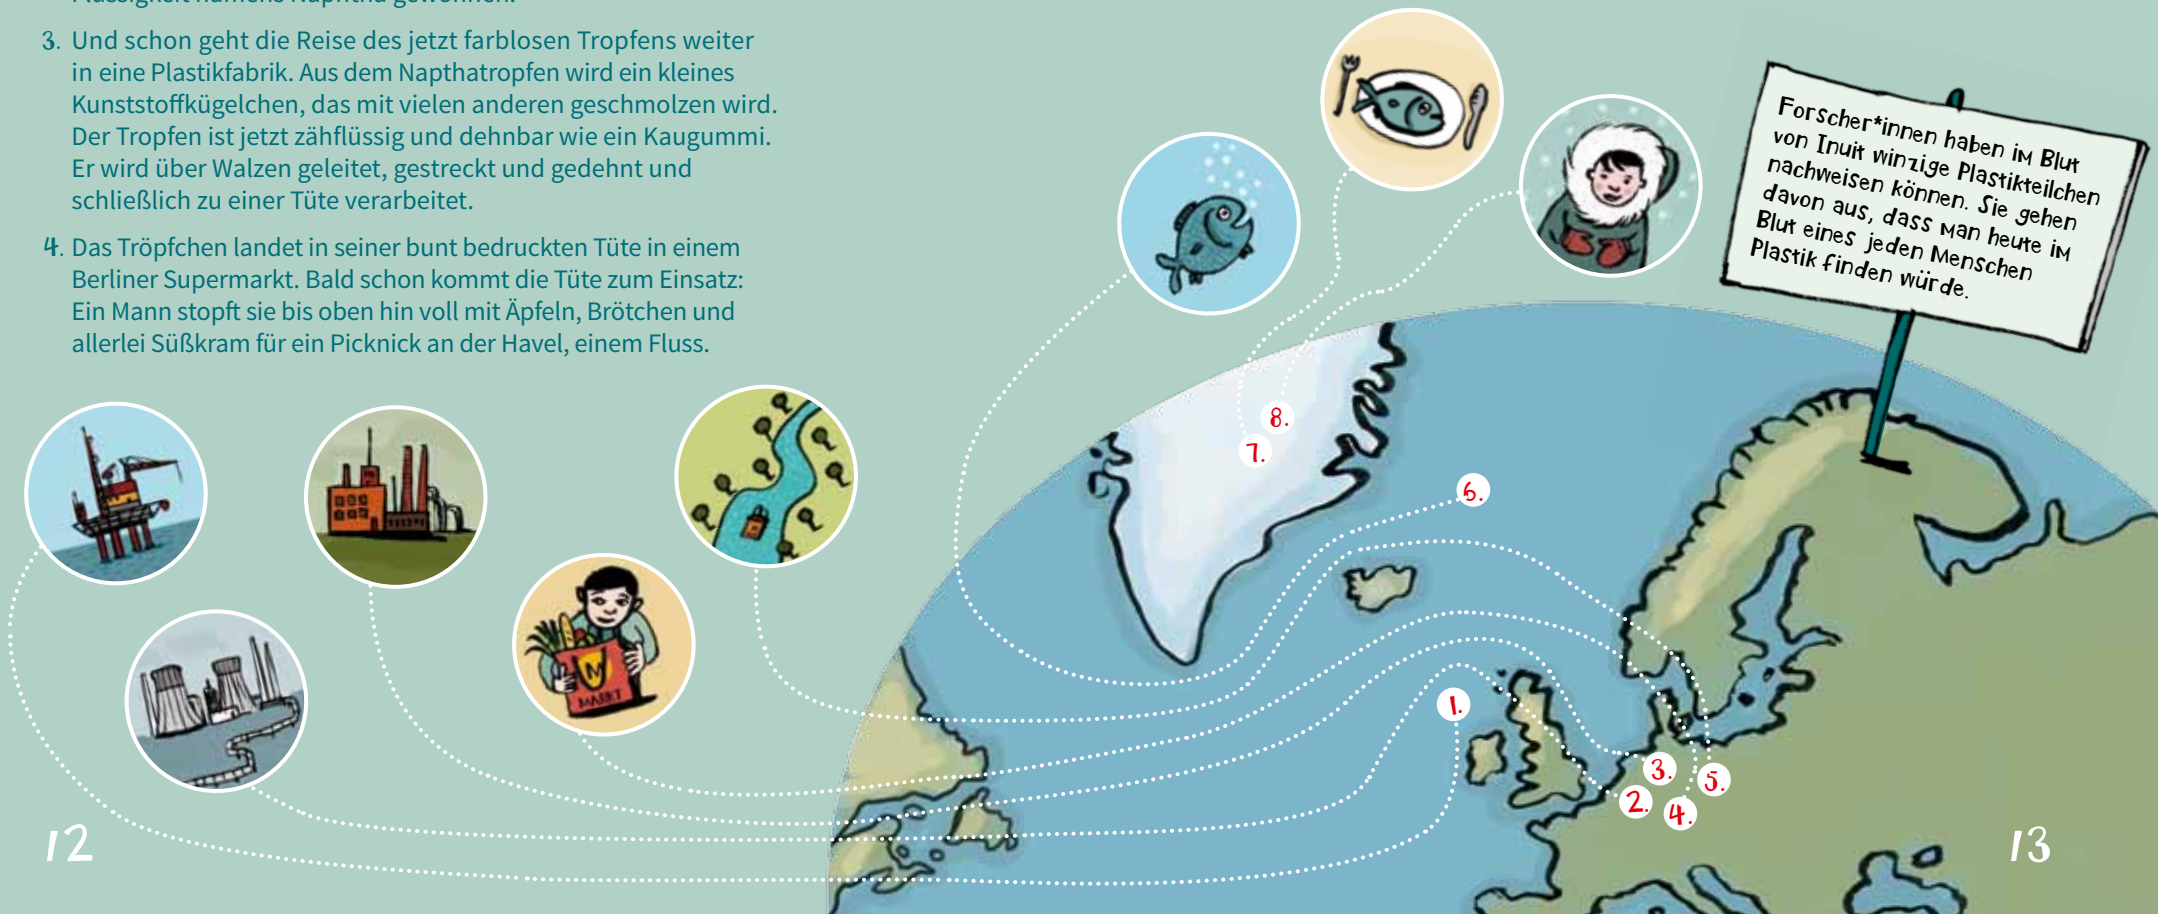 Flüssigkeit namens Naphtha gewonnen.
3. Und schon geht die Reise des jetzt farblosen Tropfens weiter
in eine Plastikfabrik. Aus dem Napthatropfen wird ein kleines
Kunststoffkügelchen, das mit vielen anderen geschmolzen wird.
Der Tropfen ist jetzt zähflüssig und dehnbar wie ein Kaugummi.
Er wird über Walzen geleitet, gestreckt und gedehnt und
schließlich zu einer Tüte verarbeitet.
4. Das Tröpfchen landet in seiner bunt bedruckten Tüte in einem
Berliner Supermarkt. Bald schon kommt die Tüte zum Einsatz:
Ein Mann stopft sie bis oben hin voll mit Äpfeln, Brötchen und
allerlei Süßkram für ein Picknick an der Havel, einem Fluss.
Forscher*innen haben im Blut
von Inuit winzige Plastikteilchen
nachweisen können. Sie gehen
davon aus, dass man heute im
Blut eines jeden Menschen
Plastik finden würde.
8.
7.
6.
1.
3.
5.
2.
4.
M
MARKT
12
13